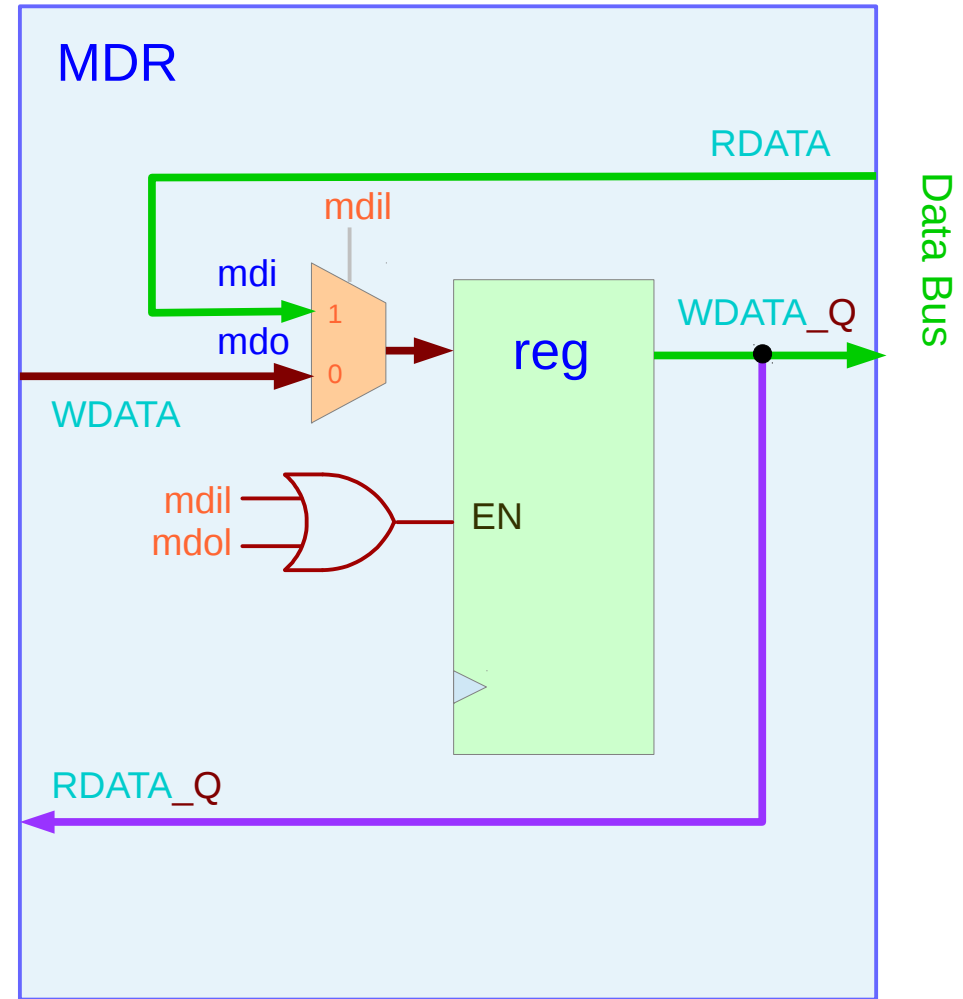 MDR
RDATA
Data Bus
mdil
mdi
1
mdo
0
WDATA
reg
WDATA_Q
mdil
mdol
EN
RDATA_Q